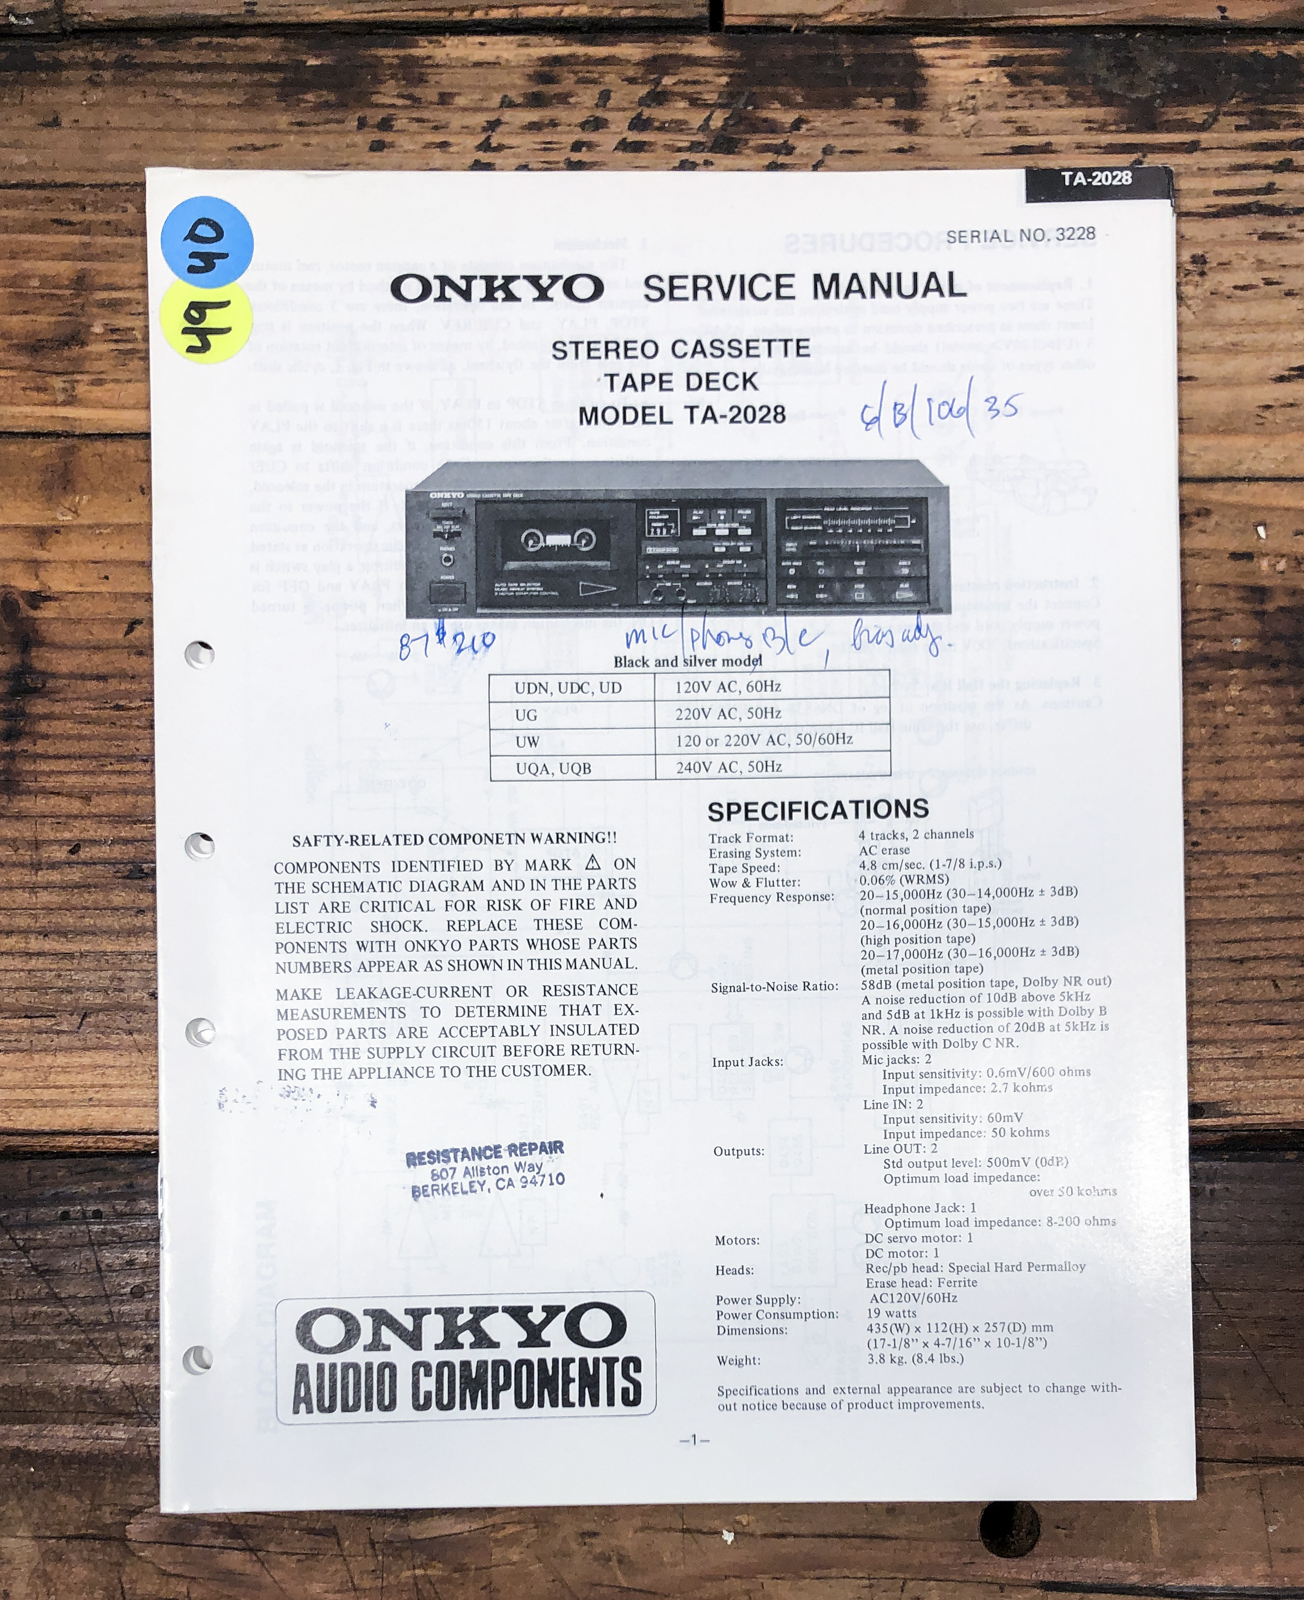 TA-2028
SERIAL NO. 3228
40
49
ONKYO SERVICE MANUAL
STEREO CASSETTE
TAPE DECK
MODEL TA-2028
/B/106/35
ONKYO STEREO CASSETTE TAPE DECK
87 $210
mic/phones B/C, bias adj.
Black and silver model
UDN, UDC, UD 120V AC, 60Hz
UG 220V AC, 50Hz
UW 120 or 220V AC, 50/60Hz
UQA, UQB 240V AC, 50Hz
SAFTY-RELATED COMPONETN WARNING!!
COMPONENTS IDENTIFIED BY MARK ⚠ ON
THE SCHEMATIC DIAGRAM AND IN THE PARTS
LIST ARE CRITICAL FOR RISK OF FIRE AND
ELECTRIC SHOCK. REPLACE THESE COM-
PONENTS WITH ONKYO PARTS WHOSE PARTS
NUMBERS APPEAR AS SHOWN IN THIS MANUAL.
MAKE LEAKAGE-CURRENT OR RESISTANCE
MEASUREMENTS TO DETERMINE THAT EX-
POSED PARTS ARE ACCEPTABLY INSULATED
FROM THE SUPPLY CIRCUIT BEFORE RETURN-
ING THE APPLIANCE TO THE CUSTOMER.
RESISTANCE REPAIR
807 Allston Way
BERKELEY, CA 94710
ONKYO
AUDIO COMPONENTS
SPECIFICATIONS
Track Format: 4 tracks, 2 channels
Erasing System: AC erase
Tape Speed: 4.8 cm/sec. (1-7/8 i.p.s.)
Wow & Flutter: 0.06% (WRMS)
Frequency Response: 20–15,000Hz (30–14,000Hz ± 3dB)
(normal position tape)
20–16,000Hz (30–15,000Hz ± 3dB)
(high position tape)
20–17,000Hz (30–16,000Hz ± 3dB)
(metal position tape)
Signal-to-Noise Ratio: 58dB (metal position tape, Dolby NR out)
A noise reduction of 10dB above 5kHz
and 5dB at 1kHz is possible with Dolby B
NR. A noise reduction of 20dB at 5kHz is
possible with Dolby C NR.
Input Jacks: Mic jacks: 2
Input sensitivity: 0.6mV/600 ohms
Input impedance: 2.7 kohms
Line IN: 2
Input sensitivity: 60mV
Input impedance: 50 kohms
Outputs: Line OUT: 2
Std output level: 500mV (0dB)
Optimum load impedance:
over 50 kohms
Headphone Jack: 1
Optimum load impedance: 8-200 ohms
Motors: DC servo motor: 1
DC motor: 1
Heads: Rec/pb head: Special Hard Permalloy
Erase head: Ferrite
Power Supply: AC120V/60Hz
Power Consumption: 19 watts
Dimensions: 435(W) x 112(H) x 257(D) mm
(17-1/8" x 4-7/16" x 10-1/8")
Weight: 3.8 kg. (8.4 lbs.)
Specifications and external appearance are subject to change with-
out notice because of product improvements.
–1–